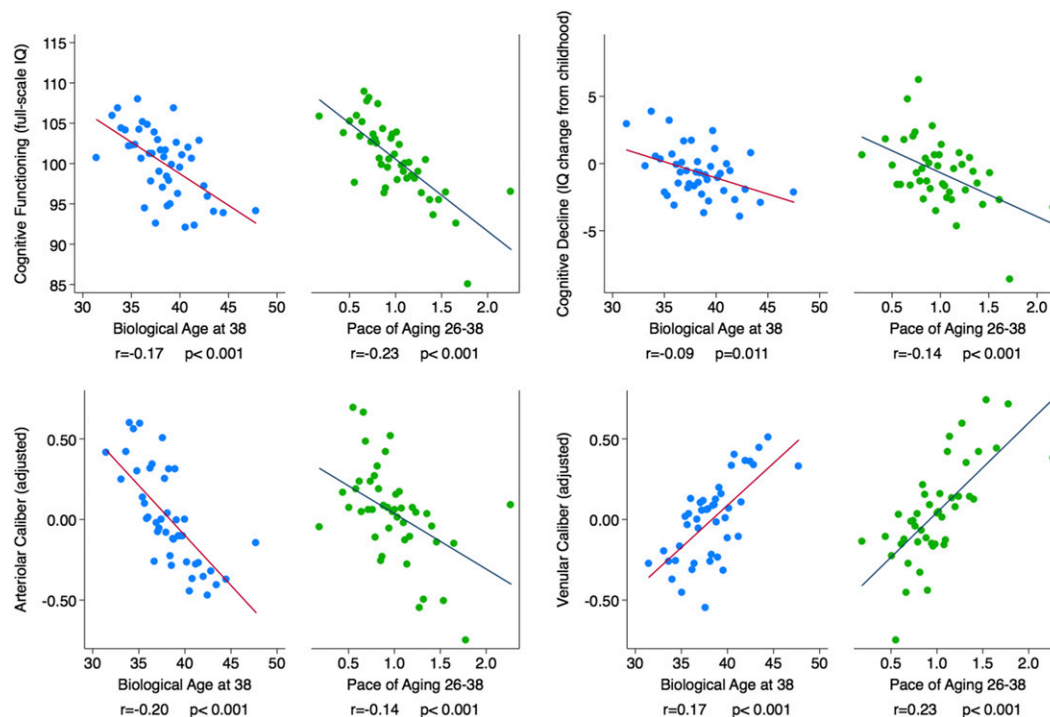 Cognitive Functioning (full-scale IQ)
115
110
105
100
95
90
85
30 35 40 45 50
Biological Age at 38
r=-0.17 p< 0.001
0.5 1.0 1.5 2.0
Pace of Aging 26-38
r=-0.23 p< 0.001
Cognitive Decline (IQ change from childhood)
5
0
-5
30 35 40 45 50
Biological Age at 38
r=-0.09 p=0.011
0.5 1.0 1.5 2.0
Pace of Aging 26-38
r=-0.14 p< 0.001
Arteriolar Caliber (adjusted)
0.50
0.00
-0.50
30 35 40 45 50
Biological Age at 38
r=-0.20 p< 0.001
0.5 1.0 1.5 2.0
Pace of Aging 26-38
r=-0.14 p< 0.001
Venular Caliber (adjusted)
0.50
0.00
-0.50
30 35 40 45 50
Biological Age at 38
r=0.17 p< 0.001
0.5 1.0 1.5 2.0
Pace of Aging 26-38
r=0.23 p< 0.001